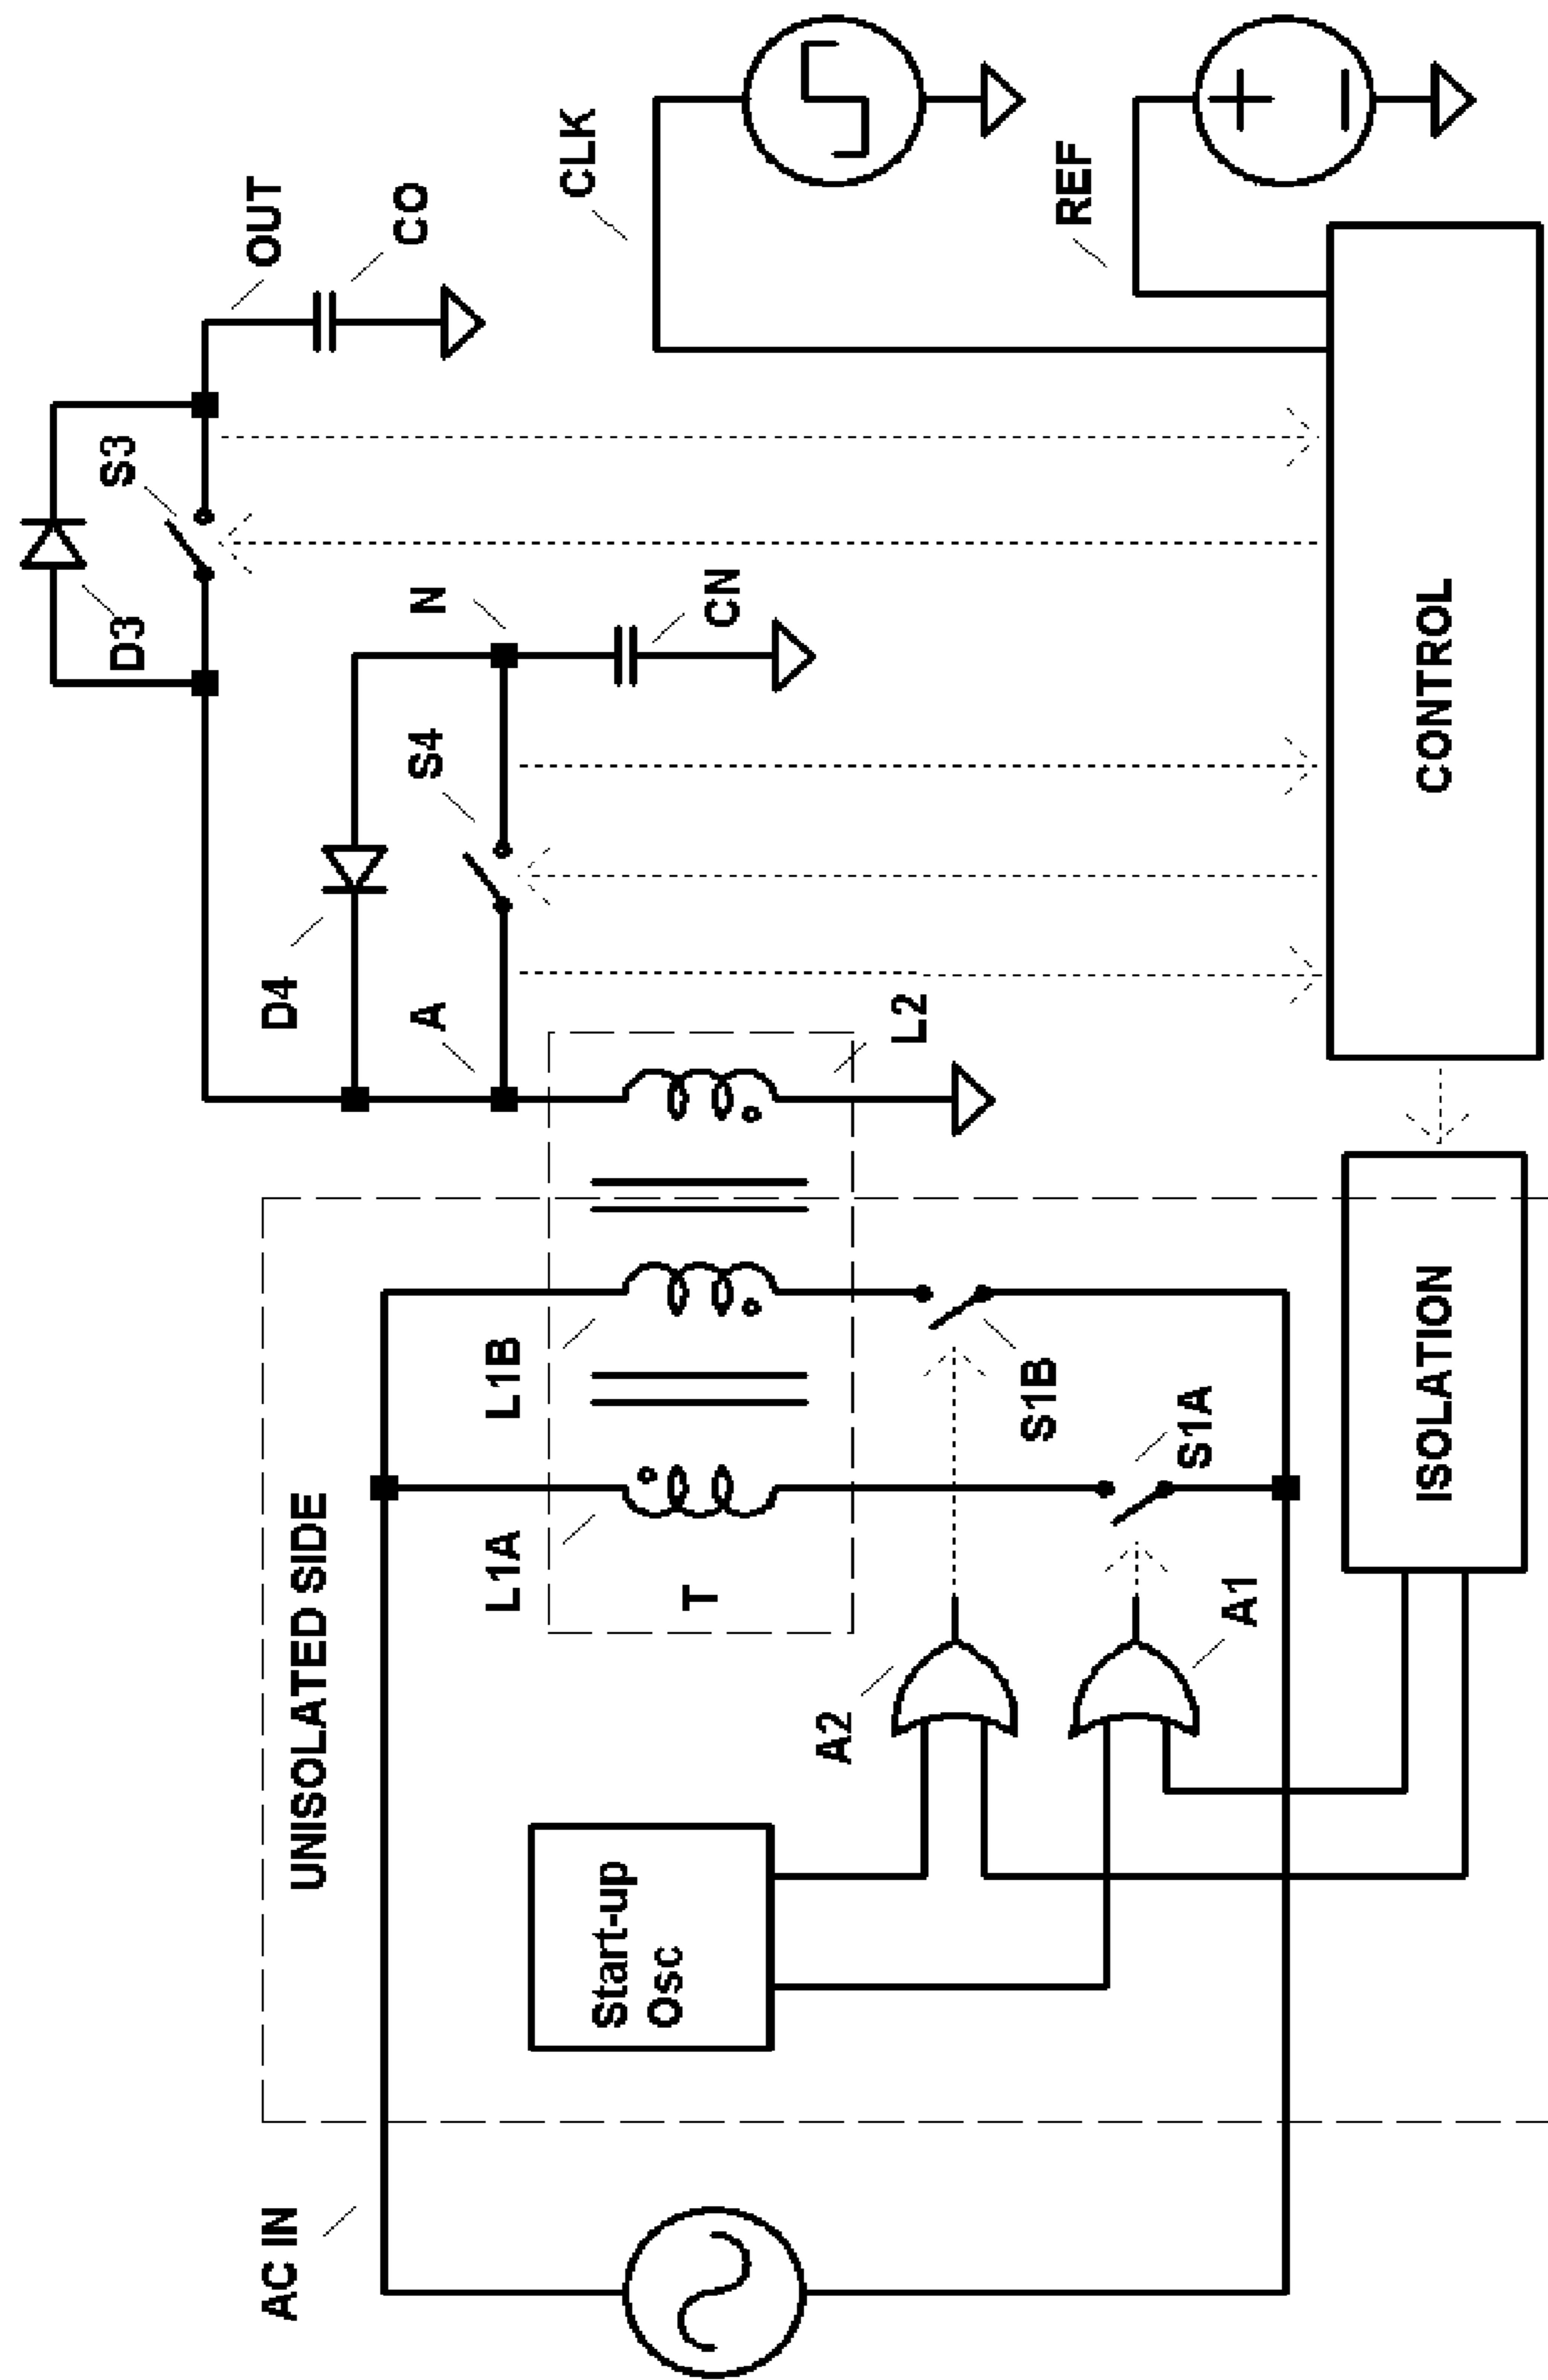 AC IN
UNISOLATED SIDE
Start-up
Osc
A2
A1
L1A
T
L1B
S1B
S1A
ISOLATION
L2
A
D4
S4
N
CN
D3
S3
OUT
CO
CLK
REF
CONTROL